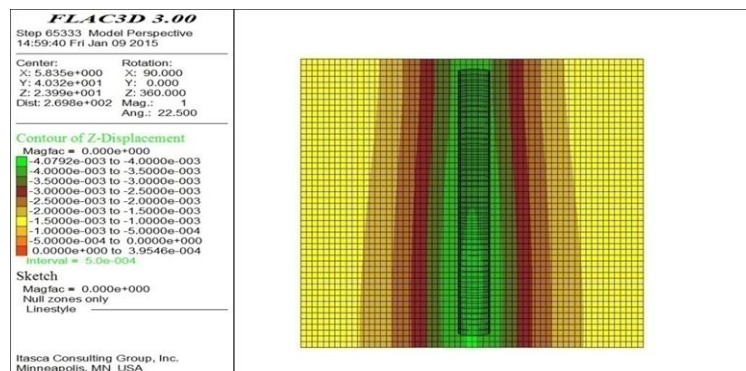 FLAC3D 3.00
Step 65333 Model Perspective
14:59:40 Fri Jan 09 2015
Center: Rotation:
X: 5.835e+000 X: 90.000
Y: 4.032e+001 Y: 0.000
Z: 2.399e+001 Z: 360.000
Dist: 2.698e+002 Mag.: 1
Ang.: 22.500
Contour of Z-Displacement
Magfac = 0.000e+000
-4.0792e-003 to -4.0000e-003
-4.0000e-003 to -3.5000e-003
-3.5000e-003 to -3.0000e-003
-3.0000e-003 to -2.5000e-003
-2.5000e-003 to -2.0000e-003
-2.0000e-003 to -1.5000e-003
-1.5000e-003 to -1.0000e-003
-1.0000e-003 to -5.0000e-004
-5.0000e-004 to 0.0000e+000
0.0000e+000 to 3.9546e-004
Interval = 5.0e-004
Sketch
Magfac = 0.000e+000
Null zones only
Linestyle
Itasca Consulting Group, Inc.
Minneapolis, MN USA